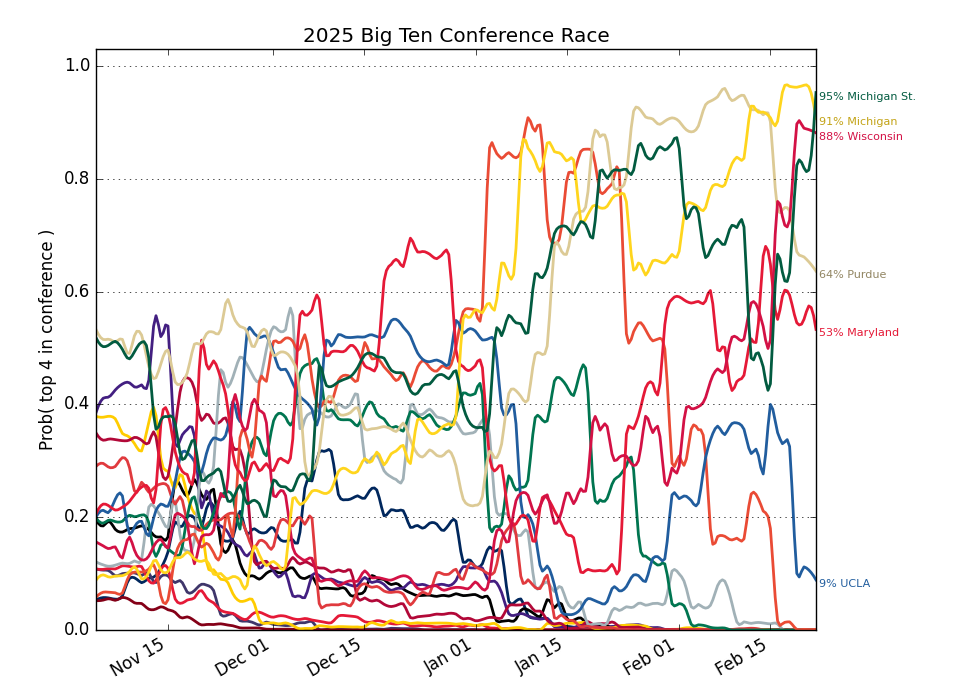 2025 Big Ten Conference Race
Prob( top 4 in conference )
1.0
0.8
0.6
0.4
0.2
0.0
95% Michigan St.
91% Michigan
88% Wisconsin
64% Purdue
53% Maryland
9% UCLA
Nov 15
Dec 01
Dec 15
Jan 01
Jan 15
Feb 01
Feb 15